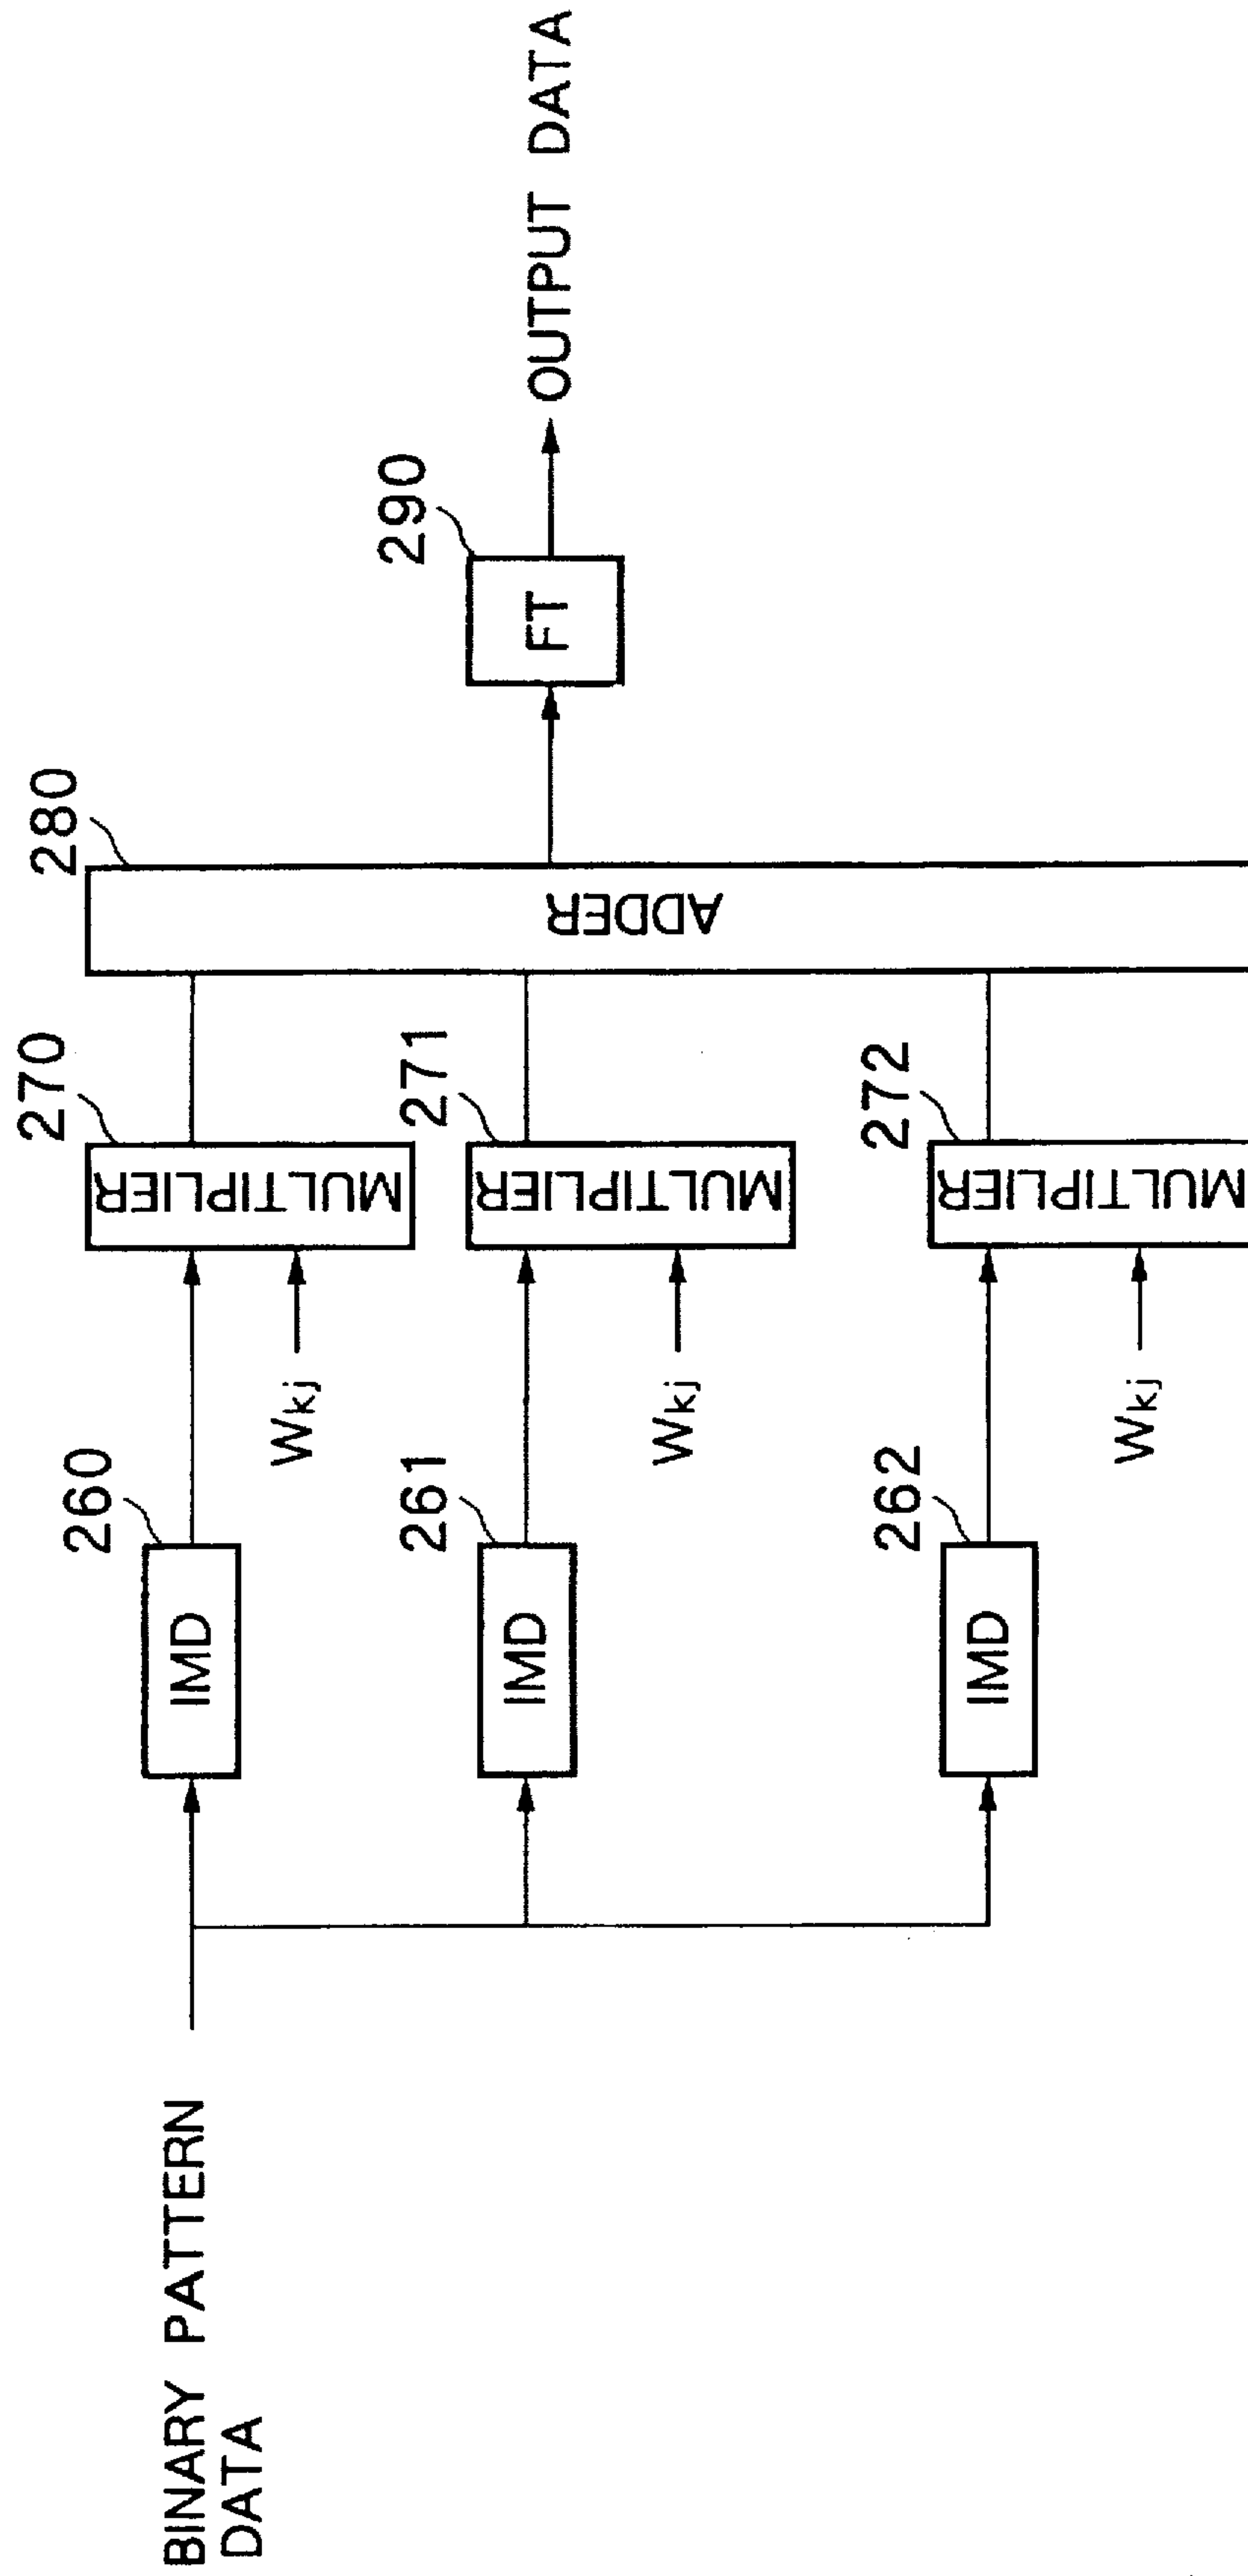 BINARY PATTERN
DATA
IMD
260
IMD
261
IMD
262
Wkj
Wkj
Wkj
MULTIPLIER
270
MULTIPLIER
271
MULTIPLIER
272
ADDER
280
FT
290
OUTPUT DATA